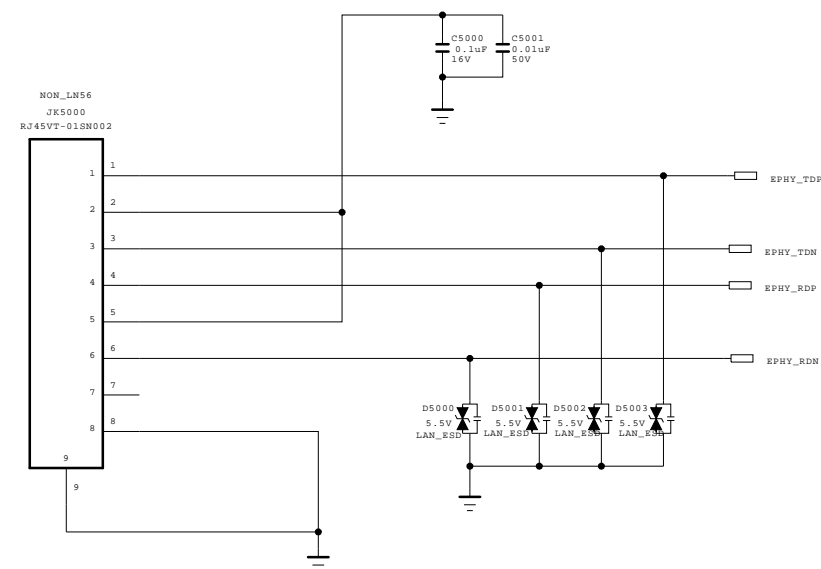 C5000
0.1uF
16V
C5001
0.01uF
50V
NON_LN56
JK5000
RJ45VT-01SN002
1 1
EPHY_TDP
2 2
3 3
EPHY_TDN
4 4
EPHY_RDP
5 5
6 6
EPHY_RDN
7 7
D5000
5.5V
LAN_ESD
D5001
5.5V
LAN_ESD
D5002
5.5V
LAN_ESD
D5003
5.5V
LAN_ESD
8 8
9
9